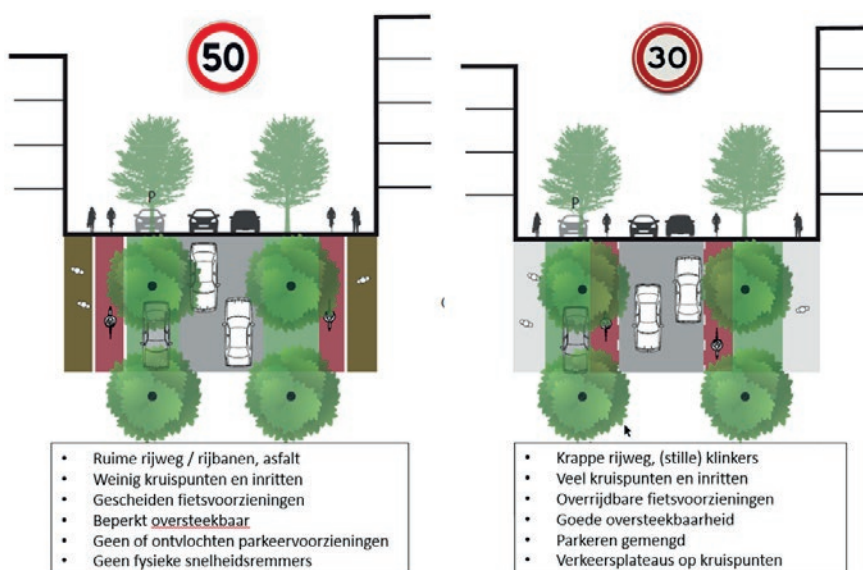 50
P
• Ruime rijweg / rijbanen, asfalt
• Weinig kruispunten en inritten
• Gescheiden fietsvoorzieningen
• Beperkt oversteekbaar
• Geen of ontvlochten parkeervoorzieningen
• Geen fysieke snelheidsremmers
30
P
• Krappe rijweg, (stille) klinkers
• Veel kruispunten en inritten
• Overrijdbare fietsvoorzieningen
• Goede oversteekbaarheid
• Parkeren gemengd
• Verkeersplateaus op kruispunten